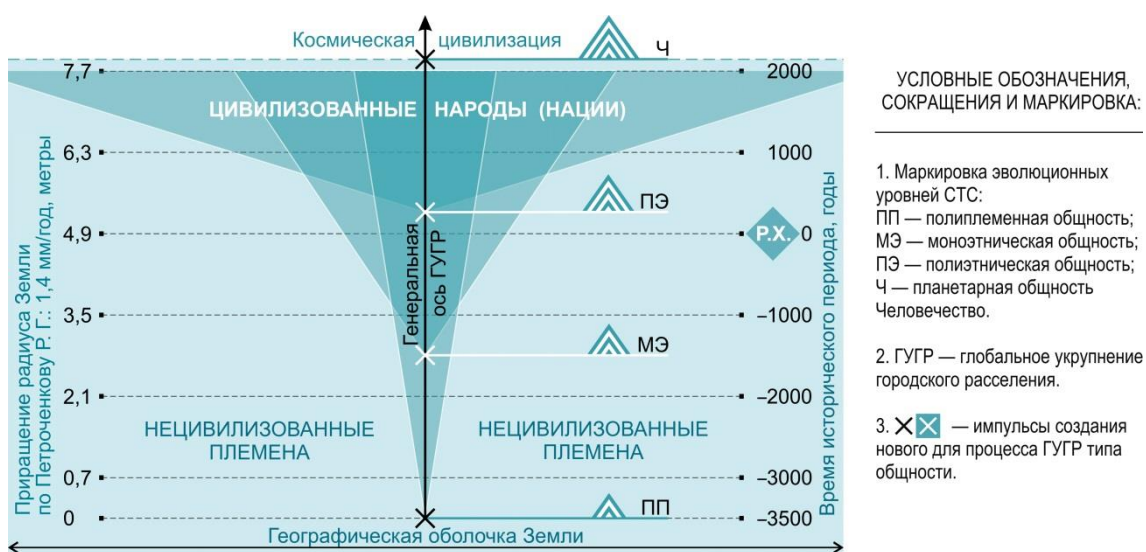 Космическая цивилизация
Ч
7,7
2000
ЦИВИЛИЗОВАННЫЕ НАРОДЫ (НАЦИИ)
6,3
1000
ПЭ
4,9
Р.Х.
0
3,5
–1000
МЭ
2,1
–2000
НЕЦИВИЛИЗОВАННЫЕ
ПЛЕМЕНА
НЕЦИВИЛИЗОВАННЫЕ
ПЛЕМЕНА
0,7
–3000
ПП
0
–3500
Географическая оболочка Земли
Приращение радиуса Земли
по Петроченкову Р. Г.: 1,4 мм/год, метры
Генеральная
ось ГУГР
Время исторического периода, годы
УСЛОВНЫЕ ОБОЗНАЧЕНИЯ,
СОКРАЩЕНИЯ И МАРКИРОВКА:
1. Маркировка эволюционных
уровней СТС:
ПП — полиплеменная общность;
МЭ — моноэтническая общность;
ПЭ — полиэтническая общность;
Ч — планетарная общность
Человечество.
2. ГУГР — глобальное укрупнение
городского расселения.
3. — импульсы создания
нового для процесса ГУГР типа
общности.